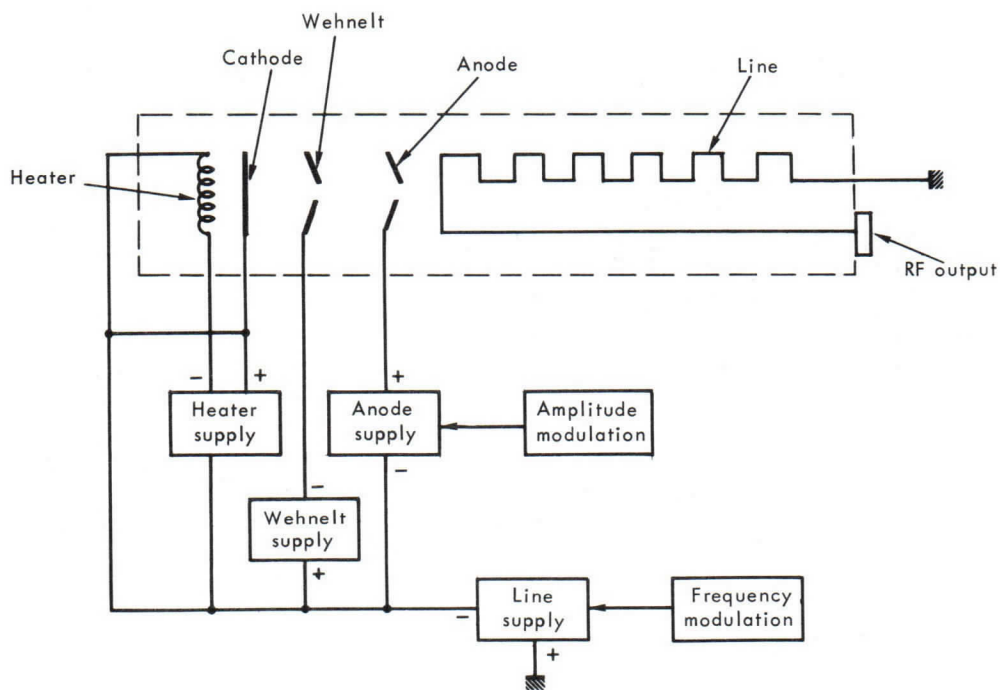 Wehnelt
Cathode
Anode
Line
Heater
RF output
-
+
+
Heater
supply
Anode
supply
Amplitude
modulation
-
-
Wehnelt
supply
+
Line
supply
Frequency
modulation
-
+